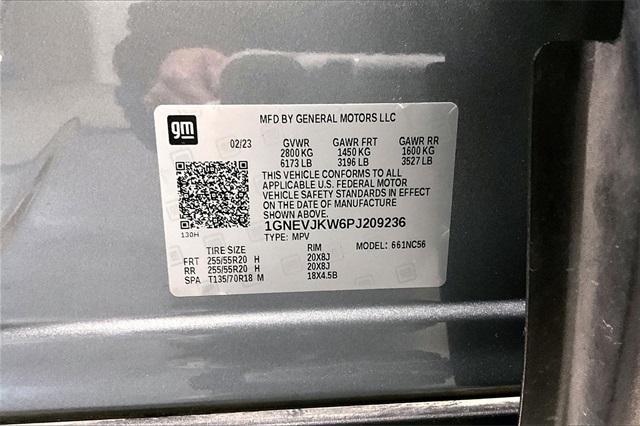 gm
MFD BY GENERAL MOTORS LLC
02/23 GVWR GAWR FRT GAWR RR
2800 KG 1450 KG 1600 KG
6173 LB 3196 LB 3527 LB
THIS VEHICLE CONFORMS TO ALL
APPLICABLE U.S. FEDERAL MOTOR
VEHICLE SAFETY STANDARDS IN EFFECT
ON THE DATE OF MANUFACTURE
SHOWN ABOVE.
1GNEVJKW6PJ209236
130H
TYPE: MPV MODEL: 661NC56
TIRE SIZE RIM
FRT 255/55R20 H 20X8J
RR 255/55R20 H 20X8J
SPA T135/70R18 M 18X4.5B